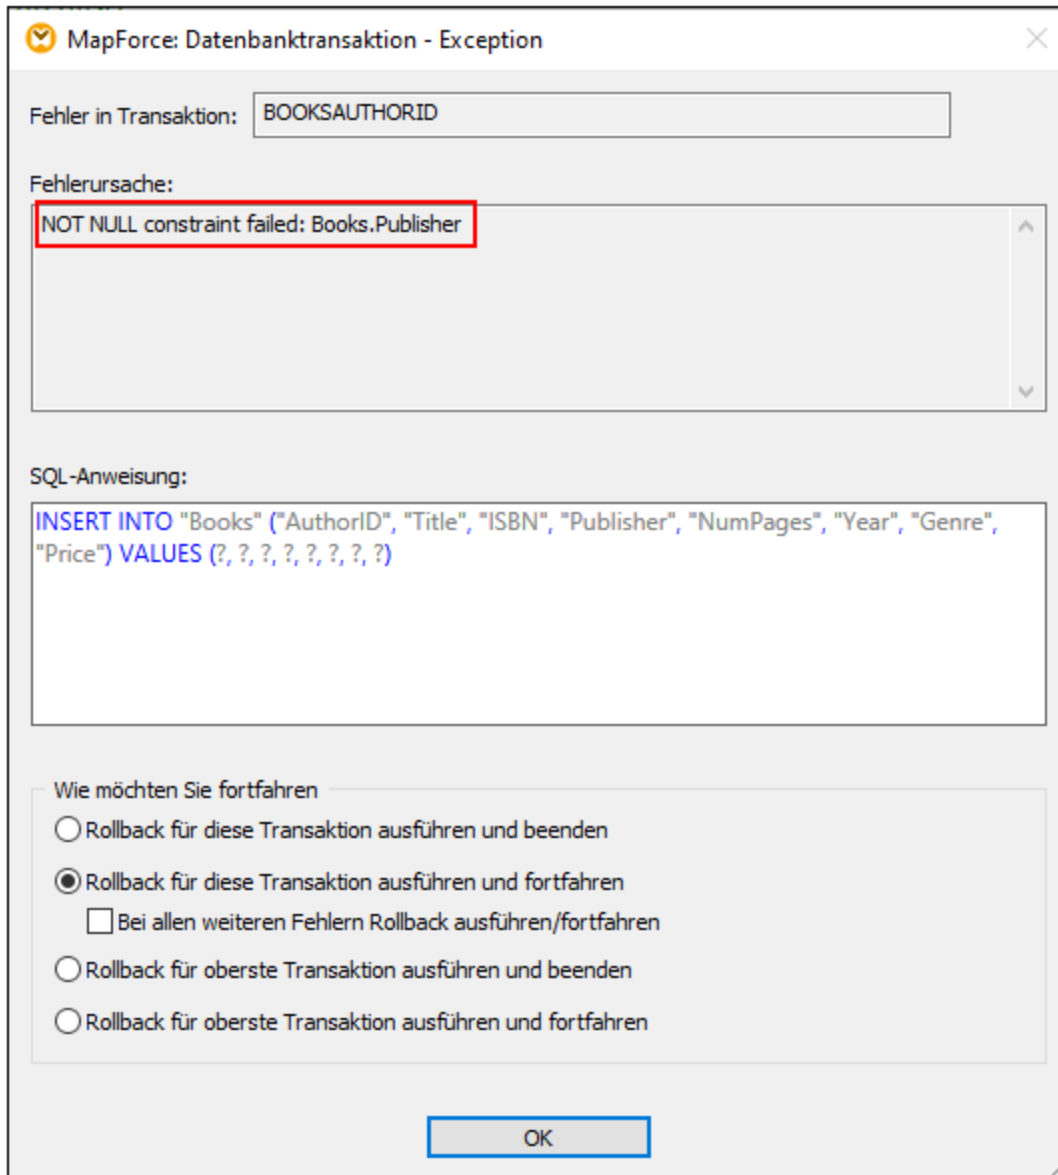 MapForce: Datenbanktransaktion - Exception
Fehler in Transaktion: BOOKSAUTHORID
Fehlerursache:
NOT NULL constraint failed: Books.Publisher
SQL-Anweisung:
INSERT INTO "Books" ("AuthorID", "Title", "ISBN", "Publisher", "NumPages", "Year", "Genre",
"Price") VALUES (?, ?, ?, ?, ?, ?, ?, ?)
Wie möchten Sie fortfahren
Rollback für diese Transaktion ausführen und beenden
Rollback für diese Transaktion ausführen und fortfahren
Bei allen weiteren Fehlern Rollback ausführen/fortfahren
Rollback für oberste Transaktion ausführen und beenden
Rollback für oberste Transaktion ausführen und fortfahren
OK